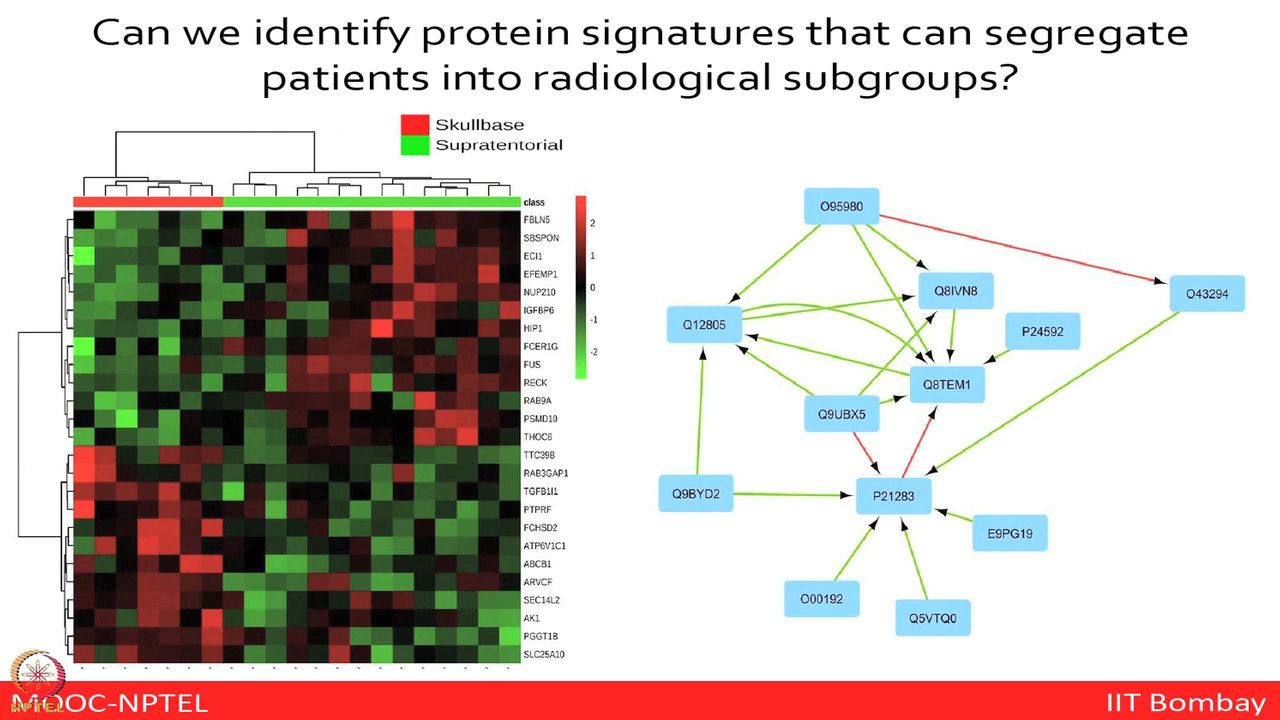 Can we identify protein signatures that can segregate
patients into radiological subgroups?
Skullbase
Supratentorial
class
FBLN5
SBSPON
ECI1
EFEMP1
NUP210
IGFBP6
HIP1
FCER1G
FUS
RECK
RAB9A
PSMD10
THOC6
TTC39B
RAB3GAP1
TGFB1I1
PTPRF
FCHSD2
ATP6V1C1
ABCB1
ARVCF
SEC14L2
AK1
PGGT1B
SLC25A10
2
1
0
-1
-2
O95980
Q8IVN8
O43294
Q12805
P24592
Q8TEM1
Q9UBX5
Q9BYD2
P21283
E9PG19
O00192
Q5VTQ0
NPTEL
MOOC-NPTEL
IIT Bombay